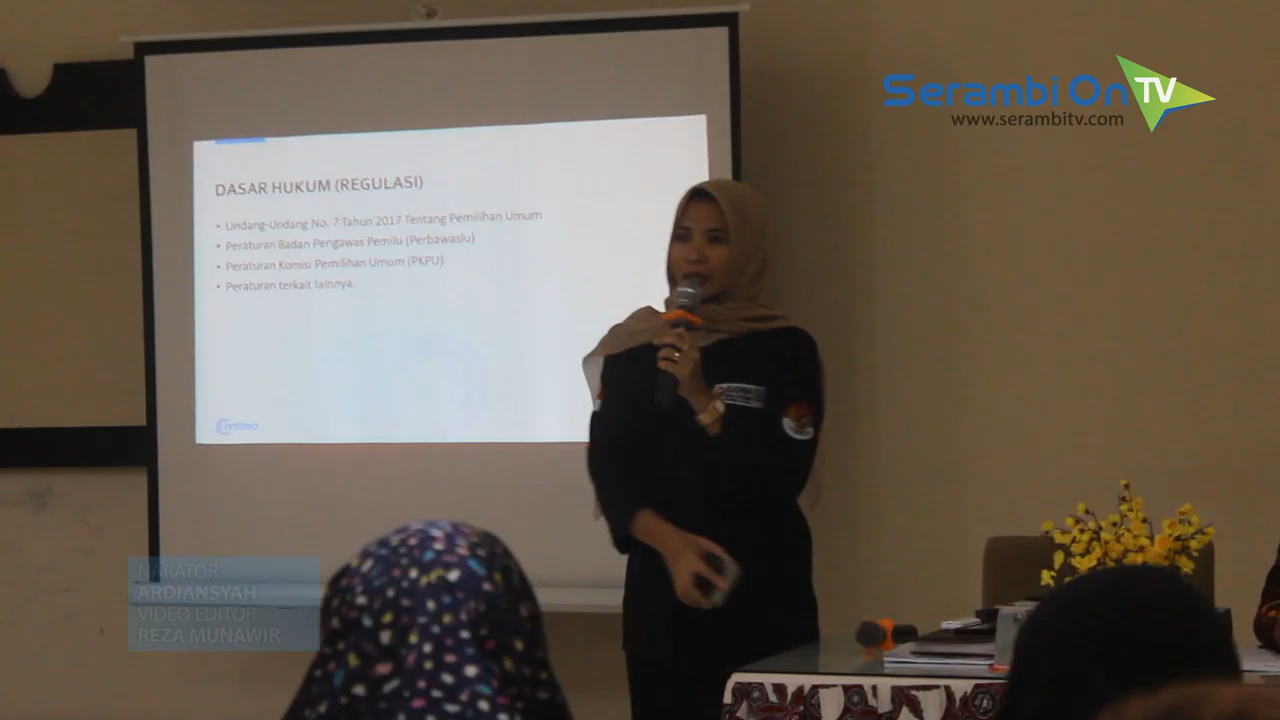 Serambi On TV
www.serambitv.com
DASAR HUKUM (REGULASI)
• Undang-Undang No. 7 Tahun 2017 Tentang Pemilihan Umum
• Peraturan Badan Pengawas Pemilu (Perbawaslu)
• Peraturan Komisi Pemilihan Umum (PKPU)
• Peraturan terkait lainnya.
Contoso
NARATOR
ARDIANSYAH
VIDEO EDITOR
REZA MUNAWIR